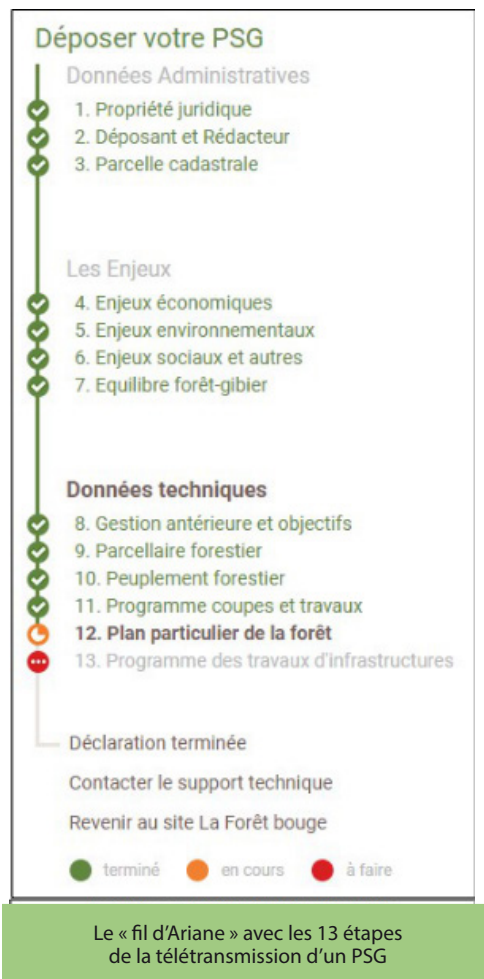 Déposer votre PSG
Données Administratives
1. Propriété juridique
2. Déposant et Rédacteur
3. Parcelle cadastrale
Les Enjeux
4. Enjeux économiques
5. Enjeux environnementaux
6. Enjeux sociaux et autres
7. Equilibre forêt-gibier
Données techniques
8. Gestion antérieure et objectifs
9. Parcellaire forestier
10. Peuplement forestier
11. Programme coupes et travaux
12. Plan particulier de la forêt
13. Programme des travaux d'infrastructures
Déclaration terminée
Contacter le support technique
Revenir au site La Forêt bouge
terminé en cours à faire
Le « fil d’Ariane » avec les 13 étapes
de la télétransmission d’un PSG